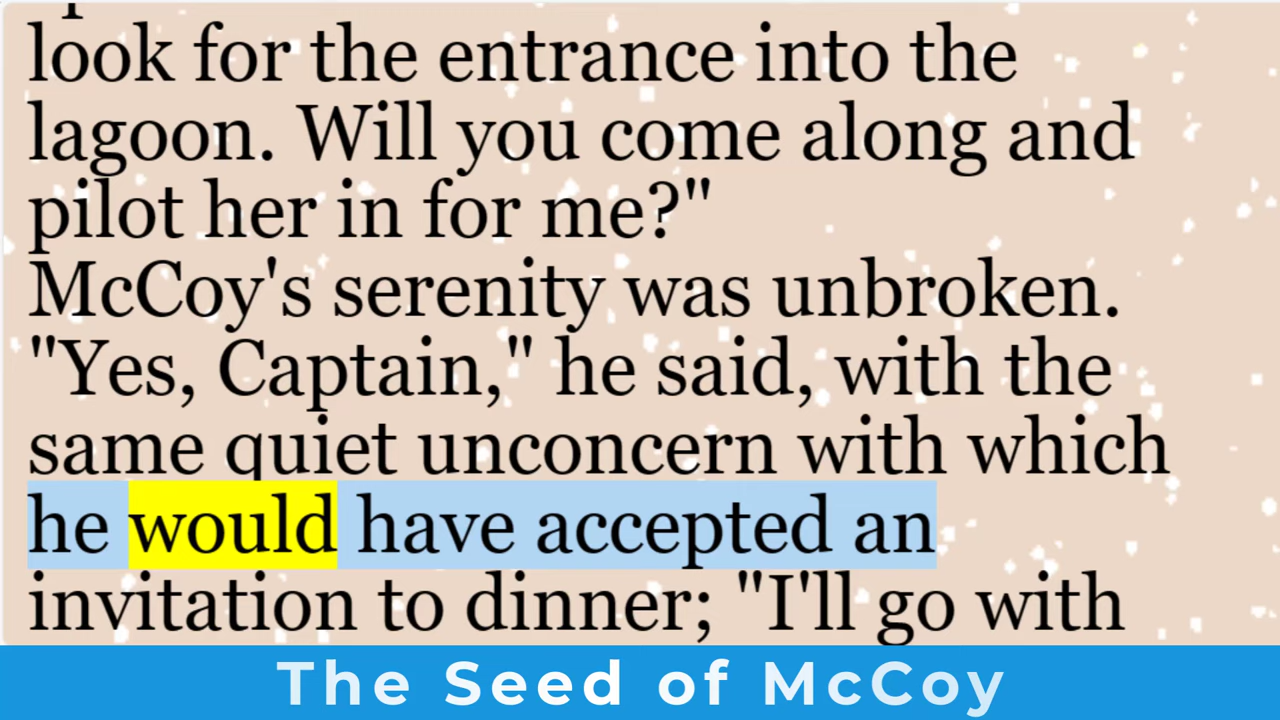 look for the entrance into the
lagoon. Will you come along and
pilot her in for me?"
McCoy's serenity was unbroken.
"Yes, Captain," he said, with the
same quiet unconcern with which
he would have accepted an
invitation to dinner; "I'll go with
The Seed of McCoy